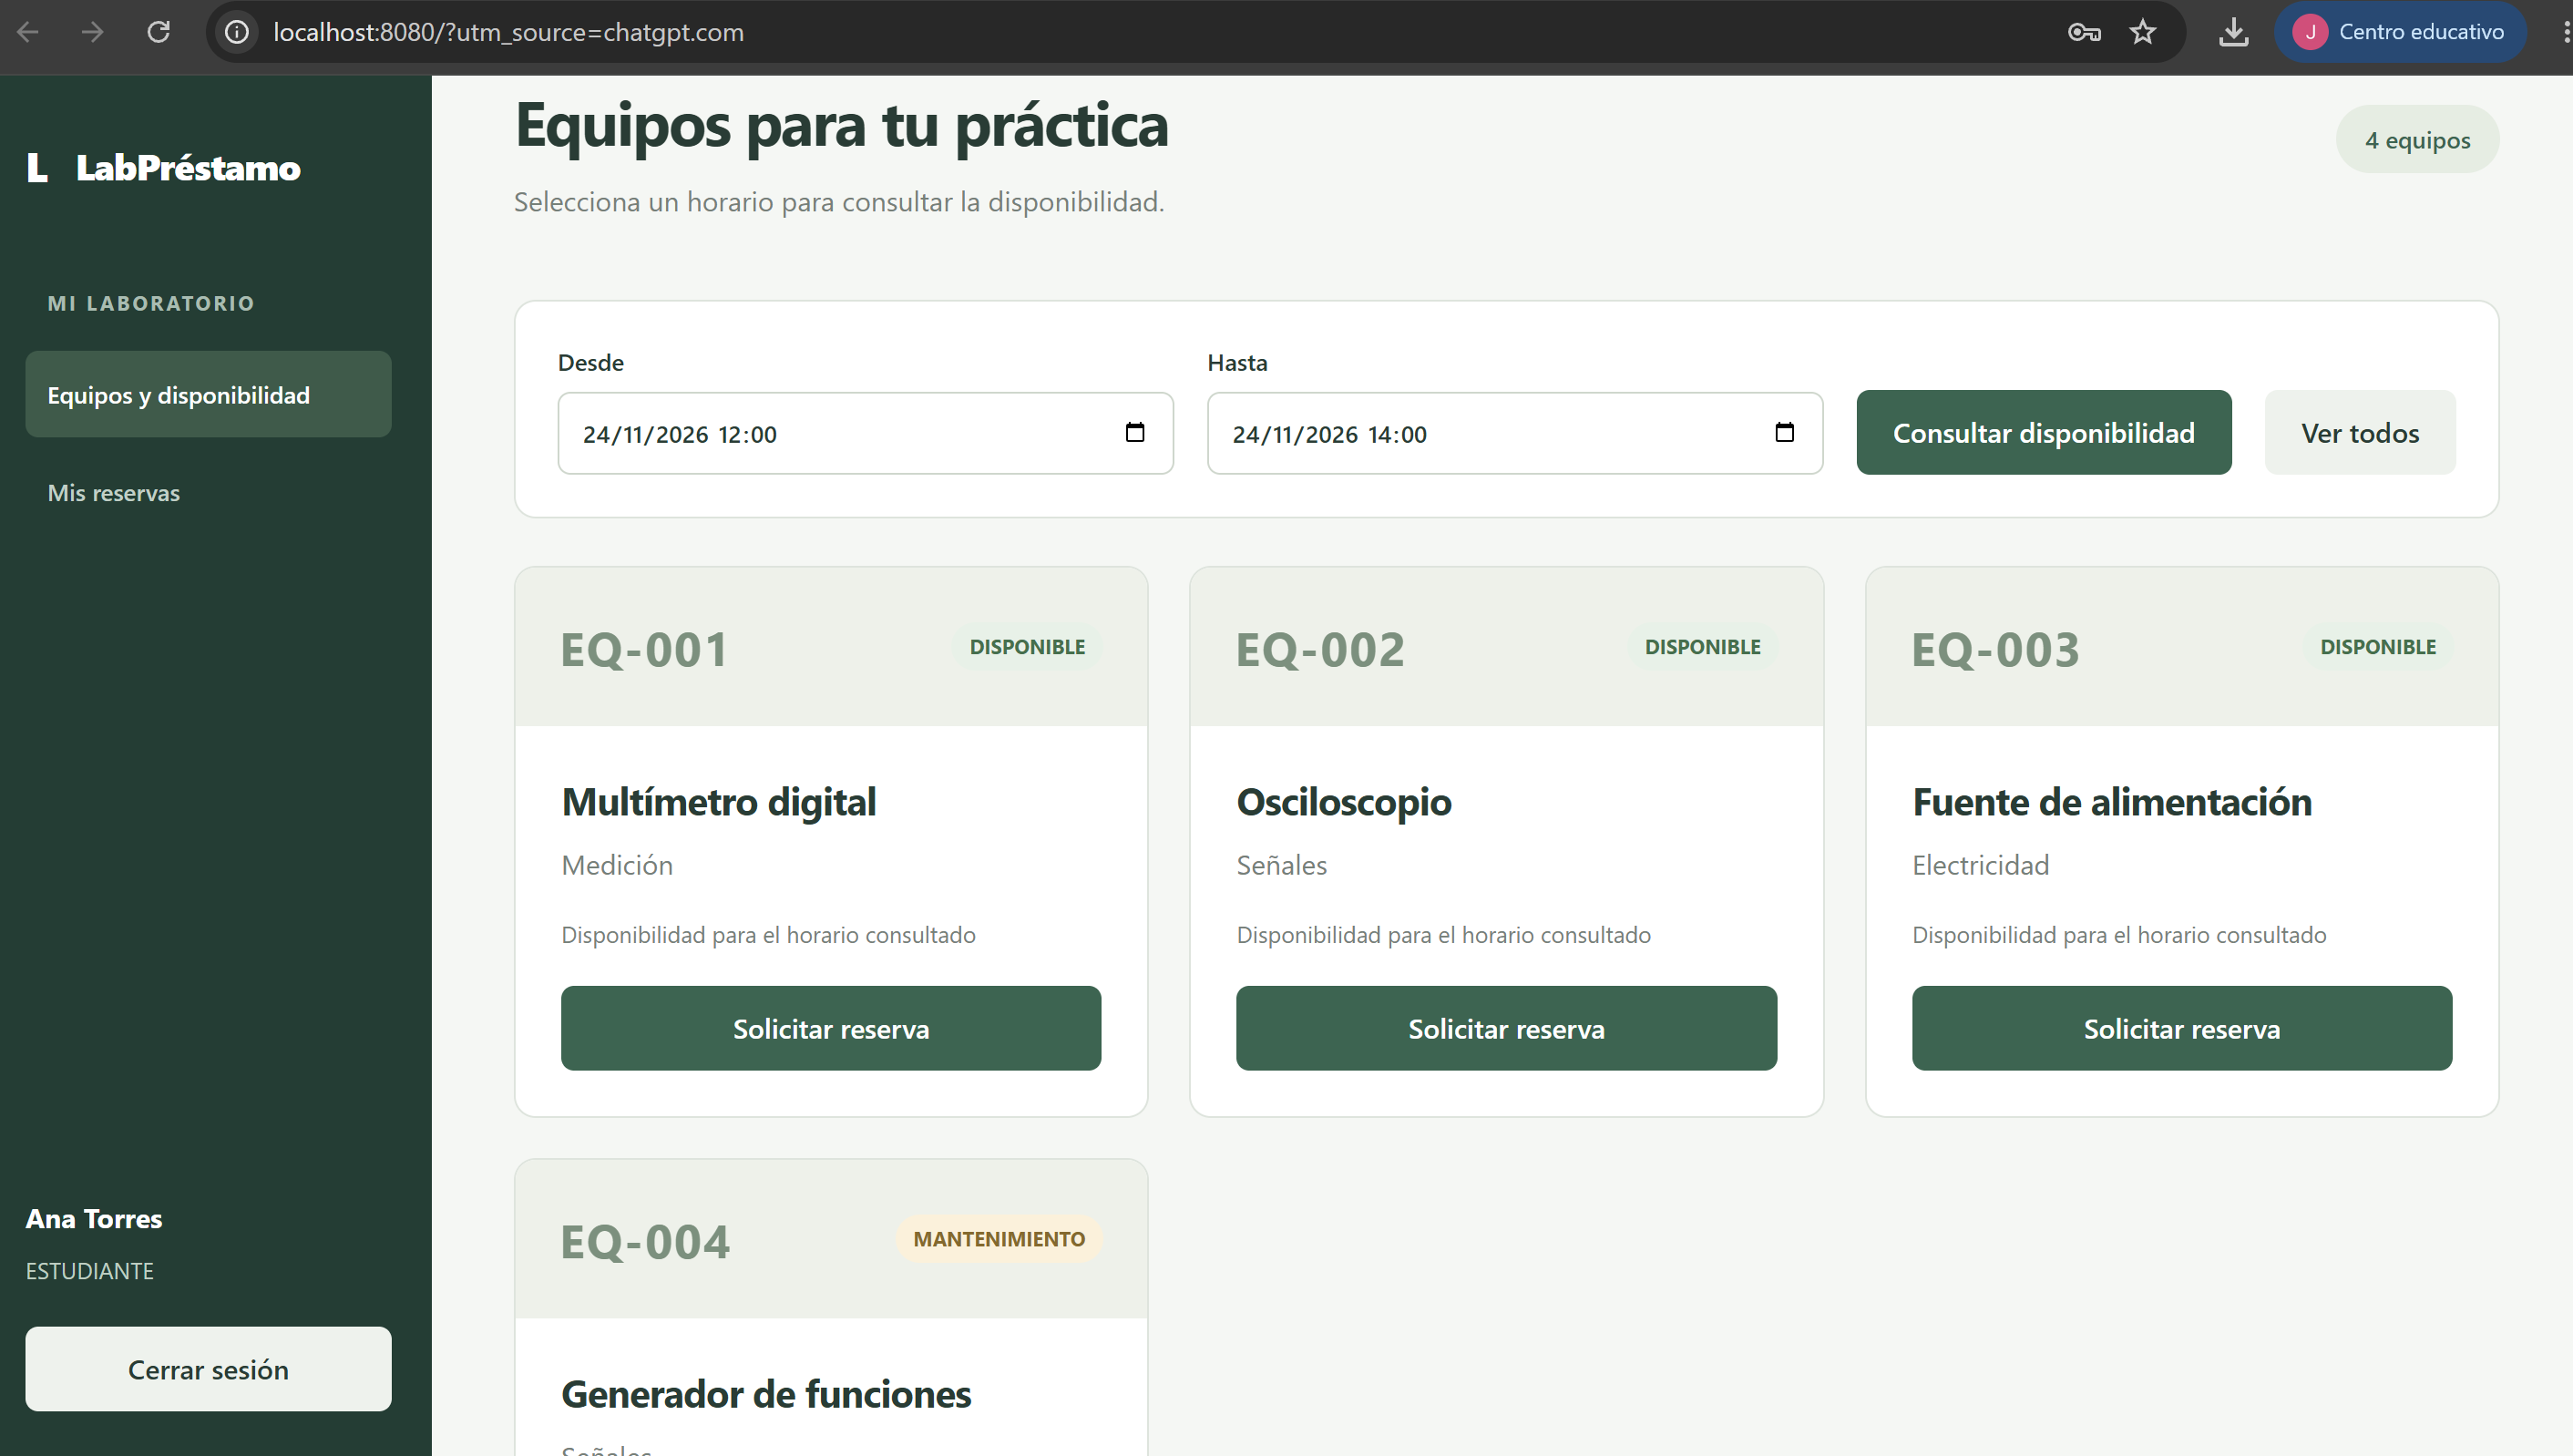 localhost:8080/?utm_source=chatgpt.com
J Centro educativo
L LabPréstamo
MI LABORATORIO
Equipos y disponibilidad
Mis reservas
Ana Torres
ESTUDIANTE
Cerrar sesión
Equipos para tu práctica
4 equipos
Selecciona un horario para consultar la disponibilidad.
Desde
Hasta
24/11/2026 12:00
24/11/2026 14:00
Consultar disponibilidad
Ver todos
EQ-001
DISPONIBLE
Multímetro digital
Medición
Disponibilidad para el horario consultado
Solicitar reserva
EQ-002
DISPONIBLE
Osciloscopio
Señales
Disponibilidad para el horario consultado
Solicitar reserva
EQ-003
DISPONIBLE
Fuente de alimentación
Electricidad
Disponibilidad para el horario consultado
Solicitar reserva
EQ-004
MANTENIMIENTO
Generador de funciones
Señales